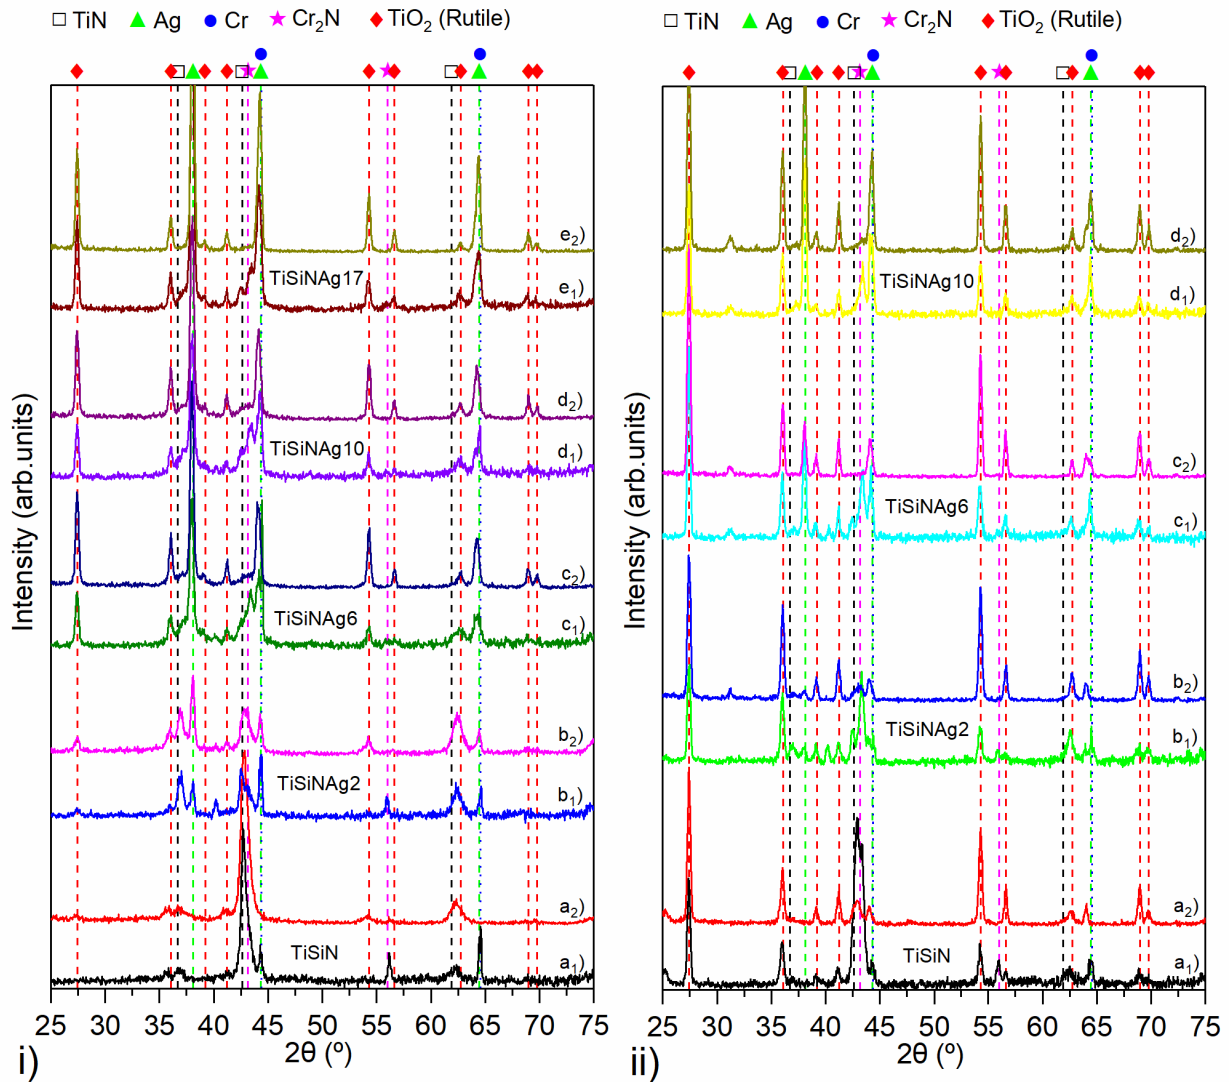 TiN Ag Cr Cr₂N TiO₂ (Rutile)
e₂)
TiSiNAg17
e₁)
d₂)
TiSiNAg10
d₁)
c₂)
TiSiNAg6
c₁)
b₂)
TiSiNAg2
b₁)
a₂)
TiSiN
a₁)
Intensity (arb.units)
25 30 35 40 45 50 55 60 65 70 75
2θ (º)
i)
TiN Ag Cr Cr₂N TiO₂ (Rutile)
d₂)
TiSiNAg10
d₁)
c₂)
TiSiNAg6
c₁)
b₂)
TiSiNAg2
b₁)
a₂)
TiSiN
a₁)
Intensity (arb.units)
25 30 35 40 45 50 55 60 65 70 75
2θ (º)
ii)